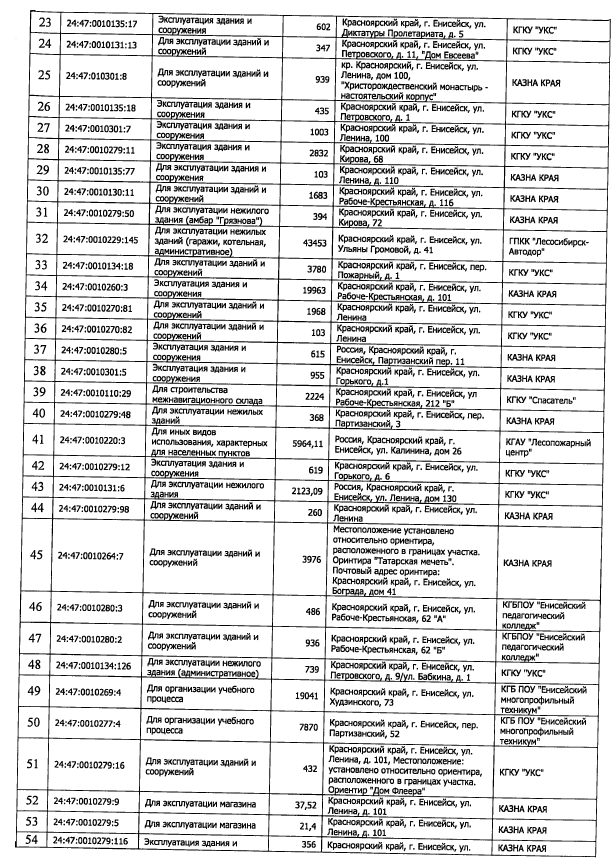 23 24:47:0010135:17 Эксплуатация здания и сооружения 602 Красноярский край, г. Енисейск, ул. Диктатуры Пролетариата, д. 5 КГКУ "УКС"
24 24:47:0010131:13 Для эксплуатации зданий и сооружений 347 Красноярский край, г. Енисейск, ул. Петровского, д. 11, "Дом Евсеева" КГКУ "УКС"
25 24:47:010301:8 Для эксплуатации зданий и сооружений 939 кр. Красноярский, г. Енисейск, ул. Ленина, дом 100, "Христорождественский монастырь - настоятельский корпус" КАЗНА КРАЯ
26 24:47:0010135:18 Эксплуатация здания и сооружения 435 Красноярский край, г. Енисейск, ул. Петровского, д. 1 КГКУ "УКС"
27 24:47:0010301:7 Эксплуатация здания и сооружения 1003 Красноярский край, г. Енисейск, ул. Ленина, 100 КГКУ "УКС"
28 24:47:0010279:11 Эксплуатация здания и сооружения 2832 Красноярский край, г. Енисейск, ул. Кирова, 68 КГКУ "УКС"
29 24:47:0010135:77 Для эксплуатации зданий и сооружений 103 Красноярский край, г. Енисейск, ул. Ленина, д. 110 КАЗНА КРАЯ
30 24:47:0010130:11 Для эксплуатации зданий и сооружений 1683 Красноярский край, г. Енисейск, ул. Рабоче-Крестьянская, д. 116 КАЗНА КРАЯ
31 24:47:0010279:50 Для эксплуатации нежилого здания (амбар "Грязнова") 394 Красноярский край, г. Енисейск, ул. Кирова, 72 КАЗНА КРАЯ
32 24:47:0010229:145 Для эксплуатации нежилых зданий (гаражи, котельная, административное) 43453 Красноярский край, г. Енисейск, ул. Ульяны Громовой, д. 41 ГПКК "Лесосибирск-Автодор"
33 24:47:0010134:18 Для эксплуатации зданий и сооружений 3780 Красноярский край, г. Енисейск, пер. Пожарный, д. 1 КГКУ "УКС"
34 24:47:0010260:3 Эксплуатация здания и сооружения 19963 Красноярский край, г. Енисейск, ул. Рабоче-Крестьянская, д. 101 КАЗНА КРАЯ
35 24:47:0010270:81 Для эксплуатации зданий и сооружений 1968 Красноярский край, г. Енисейск, ул. Ленина КГКУ "УКС"
36 24:47:0010270:82 Для эксплуатации зданий и сооружений 103 Красноярский край, г. Енисейск, ул. Ленина КГКУ "УКС"
37 24:47:0010280:5 Эксплуатация здания и сооружения 615 Россия, Красноярский край, г. Енисейск, Партизанский пер. 11 КАЗНА КРАЯ
38 24:47:0010301:5 Эксплуатация здания и сооружения 955 Красноярский край, г. Енисейск, ул. Горького, д.1 КАЗНА КРАЯ
39 24:47:0010110:29 Для строительства межнавигационного склада 2224 Красноярский край, г. Енисейск, ул Рабоче-Крестьянская, 212 "Б" КГКУ "Спасатель"
40 24:47:0010279:48 Для эксплуатации нежилых зданий 368 Красноярский край, г. Енисейск, пер. Партизанский, 3 КАЗНА КРАЯ
41 24:47:0010220:3 Для иных видов использования, характерных для населенных пунктов 5964,11 Россия, Красноярский край, г. Енисейск, ул. Калинина, дом 26 КГАУ "Лесопожарный центр"
42 24:47:0010279:12 Эксплуатация здания и сооружения 619 Красноярский край, г. Енисейск, ул. Горького, д. 6 КГКУ "УКС"
43 24:47:0010131:6 Для эксплуатации нежилого здания 2123,09 Россия, Красноярский край, г. Енисейск, ул. Ленина, дом 130 КГКУ "УКС"
44 24:47:0010279:98 Для эксплуатации зданий и сооружений 260 Красноярский край, г. Енисейск, ул. Ленина КАЗНА КРАЯ
45 24:47:0010264:7 Для эксплуатации зданий и сооружений 3976 Местоположение установлено относительно ориентира, расположенного в границах участка. Оринтира "Татарская мечеть". Почтовый адрес оринтира: Красноярский край, г. Енисейск, ул. Бограда, дом 41 КАЗНА КРАЯ
46 24:47:0010280:3 Для эксплуатации зданий и сооружений 486 Красноярский край, г. Енисейск, ул. Рабоче-Крестьянская, 62 "А" КГБПОУ "Енисейский педагогический колледж"
47 24:47:0010280:2 Для эксплуатации зданий и сооружений 936 Красноярский край, г. Енисейск, ул. Рабоче-Крестьянская, 62 "Б" КГБПОУ "Енисейский педагогический колледж"
48 24:47:0010134:126 Для эксплуатации нежилого здания (административное) 739 Красноярский край, г. Енисейск, ул. Петровского, д. 9/ул. Бабкина, д. 1 КГКУ "УКС"
49 24:47:0010269:4 Для организации учебного процесса 19041 Красноярский край, г. Енисейск, ул. Худзинского, 73 КГБ ПОУ "Енисейский многопрофильный техникум"
50 24:47:0010277:4 Для организации учебного процесса 7870 Красноярский край, г. Енисейск, пер. Партизанский, 52 КГБ ПОУ "Енисейский многопрофильный техникум"
51 24:47:0010279:16 Для эксплуатации зданий и сооружений 432 Красноярский край, г. Енисейск, ул. Ленина, д. 101, Местоположение: установлено относительно ориентира, расположенного в границах участка. Ориентир "Дом Флеера" КГКУ "УКС"
52 24:47:0010279:9 Для эксплуатации магазина 37,52 Красноярский край, г. Енисейск, ул. Ленина, д. 101 КАЗНА КРАЯ
53 24:47:0010279:5 Для эксплуатации магазина 21,4 Красноярский край, г. Енисейск, ул. Ленина, д. 101 КАЗНА КРАЯ
54 24:47:0010279:116 Эксплуатация здания и 356 Красноярский край, г. Енисейск, ул. КАЗНА КРАЯ